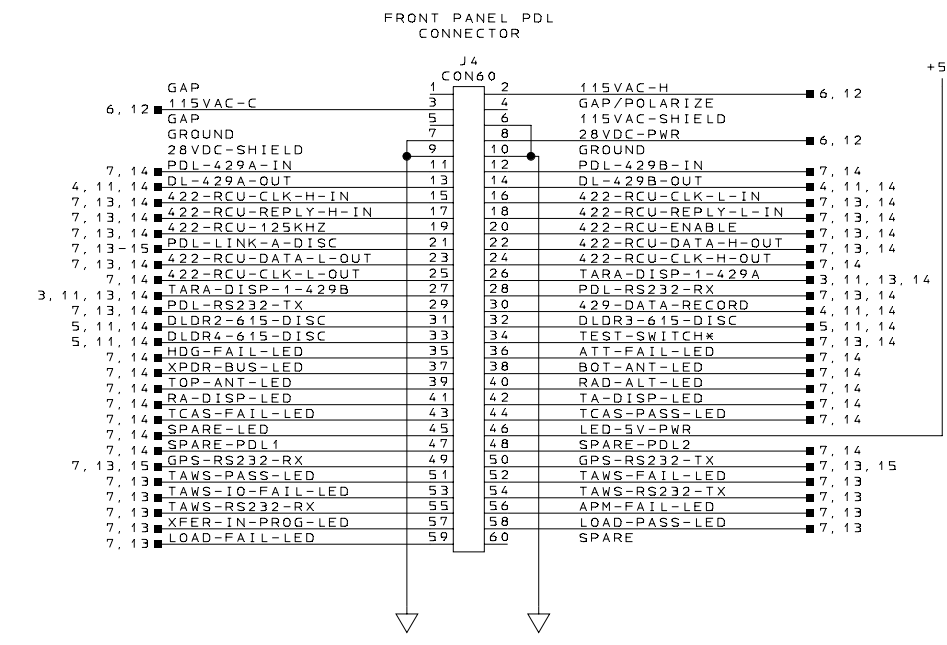 FRONT PANEL PDL
CONNECTOR
J4
CON60
+5
GAP 1 2 115VAC-H 6, 12
6, 12 115VAC-C 3 4 GAP/POLARIZE
GAP 5 6 115VAC-SHIELD
GROUND 7 8 28VDC-PWR 6, 12
28VDC-SHIELD 9 10 GROUND
7, 14 PDL-429A-IN 11 12 PDL-429B-IN 7, 14
4, 11, 14 DL-429A-OUT 13 14 DL-429B-OUT 4, 11, 14
7, 13, 14 422-RCU-CLK-H-IN 15 16 422-RCU-CLK-L-IN 7, 13, 14
7, 13, 14 422-RCU-REPLY-H-IN 17 18 422-RCU-REPLY-L-IN 7, 13, 14
7, 13, 14 422-RCU-125KHZ 19 20 422-RCU-ENABLE 7, 13, 14
7, 13-15 PDL-LINK-A-DISC 21 22 422-RCU-DATA-H-OUT 7, 13, 14
7, 13, 14 422-RCU-DATA-L-OUT 23 24 422-RCU-CLK-H-OUT 7, 14
7, 14 422-RCU-CLK-L-OUT 25 26 TARA-DISP-1-429A 3, 11, 13, 14
3, 11, 13, 14 TARA-DISP-1-429B 27 28 PDL-RS232-RX 7, 13, 14
7, 13, 14 PDL-RS232-TX 29 30 429-DATA-RECORD 4, 11, 14
5, 11, 14 DLDR2-615-DISC 31 32 DLDR3-615-DISC 5, 11, 14
5, 11, 14 DLDR4-615-DISC 33 34 TEST-SWITCH* 7, 13, 14
7, 14 HDG-FAIL-LED 35 36 ATT-FAIL-LED 7, 14
7, 14 XPDR-BUS-LED 37 38 BOT-ANT-LED 7, 14
7, 14 TOP-ANT-LED 39 40 RAD-ALT-LED 7, 14
7, 14 RA-DISP-LED 41 42 TA-DISP-LED 7, 14
7, 14 TCAS-FAIL-LED 43 44 TCAS-PASS-LED 7, 14
7, 14 SPARE-LED 45 46 LED-5V-PWR
7, 14 SPARE-PDL1 47 48 SPARE-PDL2 7, 14
7, 13, 15 GPS-RS232-RX 49 50 GPS-RS232-TX 7, 13, 15
7, 13 TAWS-PASS-LED 51 52 TAWS-FAIL-LED 7, 13
7, 13 TAWS-IO-FAIL-LED 53 54 TAWS-RS232-TX 7, 13
7, 13 TAWS-RS232-RX 55 56 APM-FAIL-LED 7, 13
7, 13 XFER-IN-PROG-LED 57 58 LOAD-PASS-LED 7, 13
7, 13 LOAD-FAIL-LED 59 60 SPARE